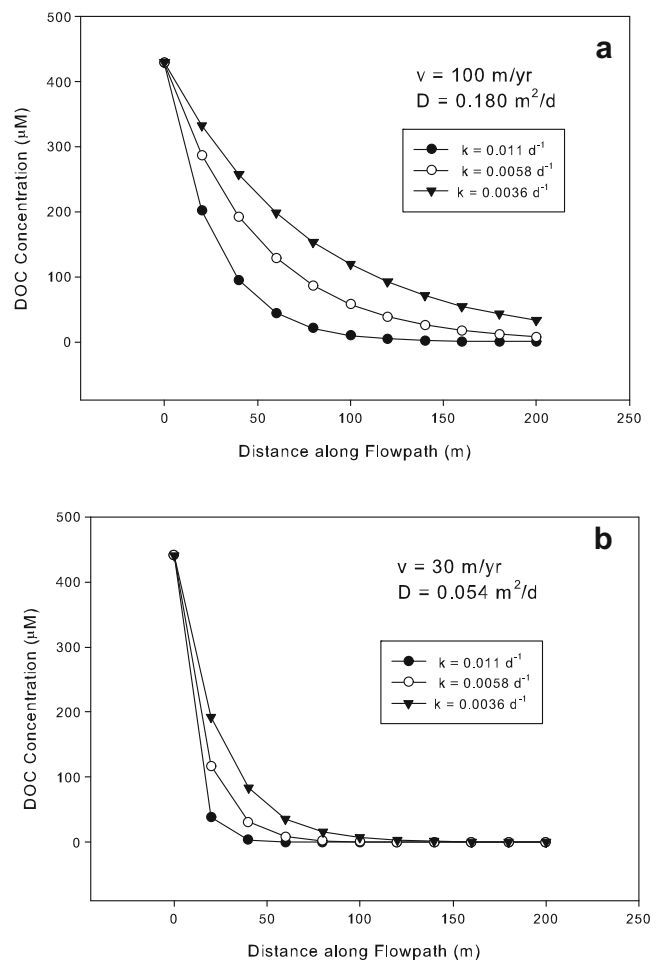 a
v = 100 m/yr
D = 0.180 m²/d
k = 0.011 d⁻¹
k = 0.0058 d⁻¹
k = 0.0036 d⁻¹
DOC Concentration (μM)
500
400
300
200
100
0
0 50 100 150 200 250
Distance along Flowpath (m)
b
v = 30 m/yr
D = 0.054 m²/d
k = 0.011 d⁻¹
k = 0.0058 d⁻¹
k = 0.0036 d⁻¹
DOC Concentration (μM)
500
400
300
200
100
0
0 50 100 150 200 250
Distance along Flowpath (m)